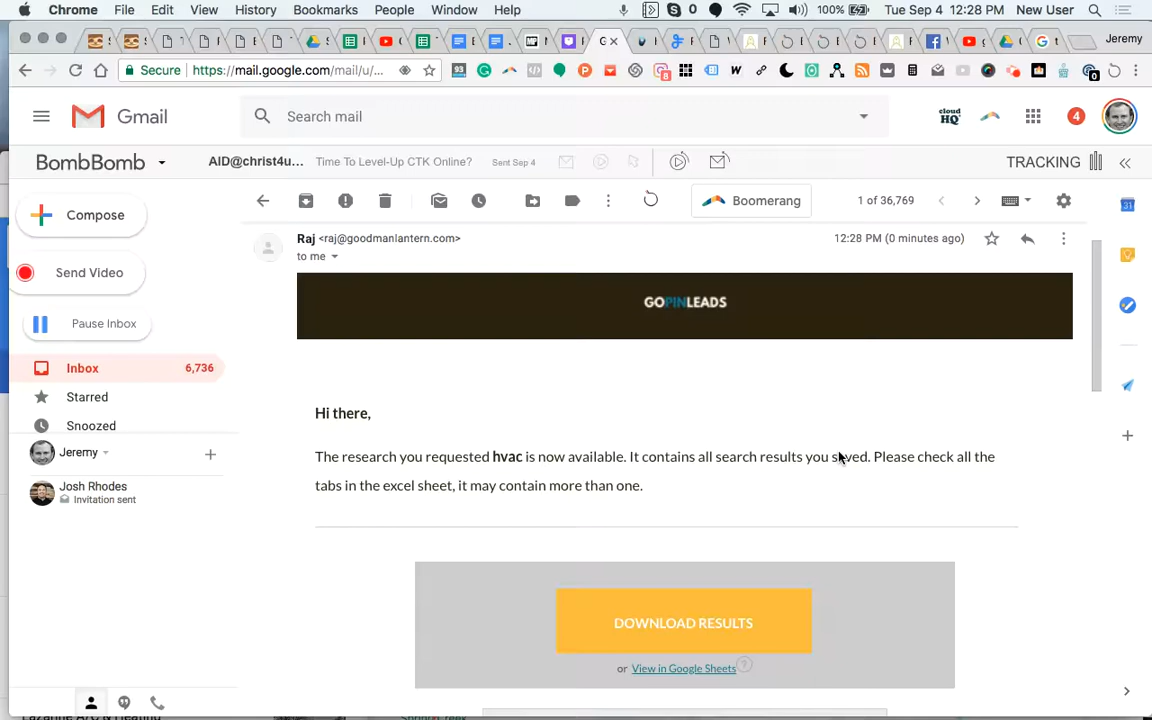 Chrome File Edit View History Bookmarks People Window Help 0 100% Tue Sep 4 12:28 PM New User
Jeremy
Secure https://mail.google.com/mail/u/...
Gmail Search mail cloud HQ 4
BombBomb AID@christ4u... Time To Level-Up CTK Online? Sent Sep 4 TRACKING
Compose
Boomerang 1 of 36,769
Raj <raj@goodmanlantern.com> 12:28 PM (0 minutes ago)
to me
Send Video
GOPINLEADS
Pause Inbox
Inbox 6,736
Starred
Snoozed
Hi there,
Jeremy
The research you requested hvac is now available. It contains all search results you saved. Please check all the
tabs in the excel sheet, it may contain more than one.
Josh Rhodes
Invitation sent
DOWNLOAD RESULTS
or View in Google Sheets ?